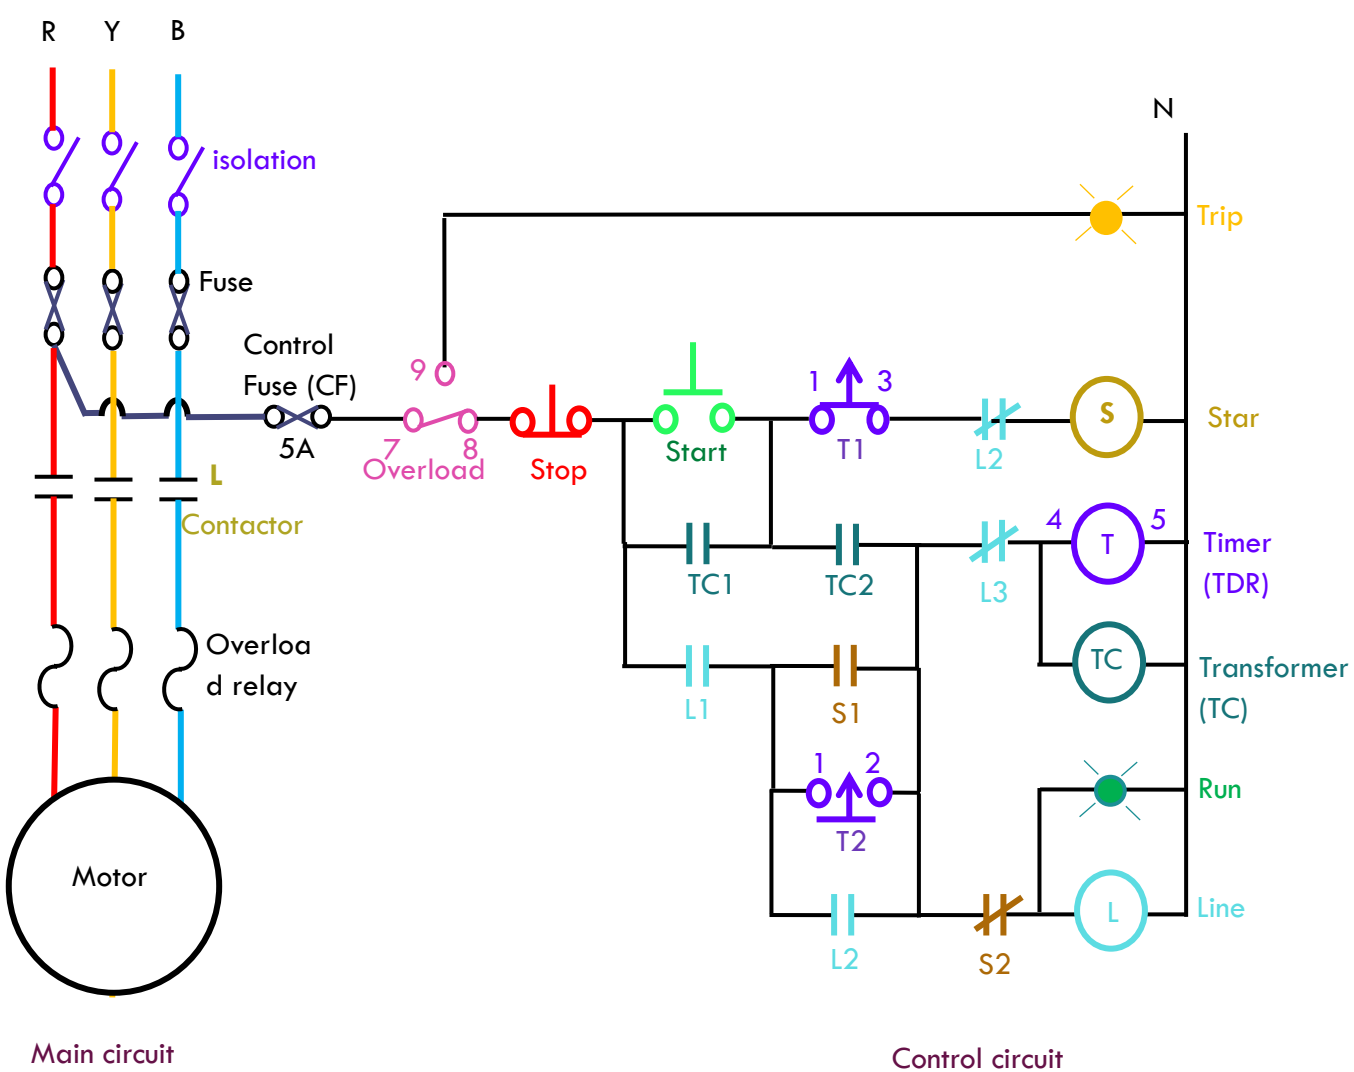 R Y B
N
isolation
Trip
Fuse
Control
Fuse (CF)
9
1 3
S
Star
5A
7 8
Overload
Stop
Start
T1
L2
L
Contactor
4 5
T
Timer
(TDR)
TC1
TC2
L3
Overloa
d relay
TC
Transformer
(TC)
L1
S1
1 2
Run
T2
Motor
L
Line
L2
S2
Main circuit
Control circuit